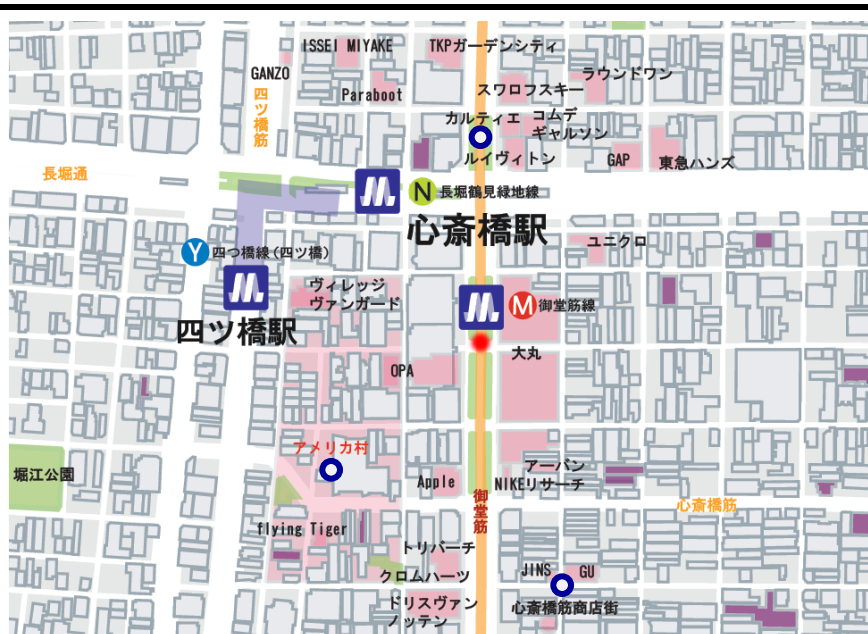 ISSEI MIYAKE
TKPガーデンシティ
GANZO
ラウンドワン
Paraboot
スワロフスキー
四ツ橋筋
カルティエ
コムデ
ギャルソン
ルイヴィトン
GAP
東急ハンズ
長堀通
N 長堀鶴見緑地線
心斎橋駅
Y 四つ橋線(四ツ橋)
ユニクロ
ヴィレッジ
ヴァンガード
M 御堂筋線
四ツ橋駅
大丸
OPA
アメリカ村
堀江公園
Apple
アーバン
NIKEリサーチ
御堂筋
心斎橋筋
flying Tiger
トリバーチ
クロムハーツ
JINS
GU
ドリスヴァン
ノッテン
心斎橋筋商店街